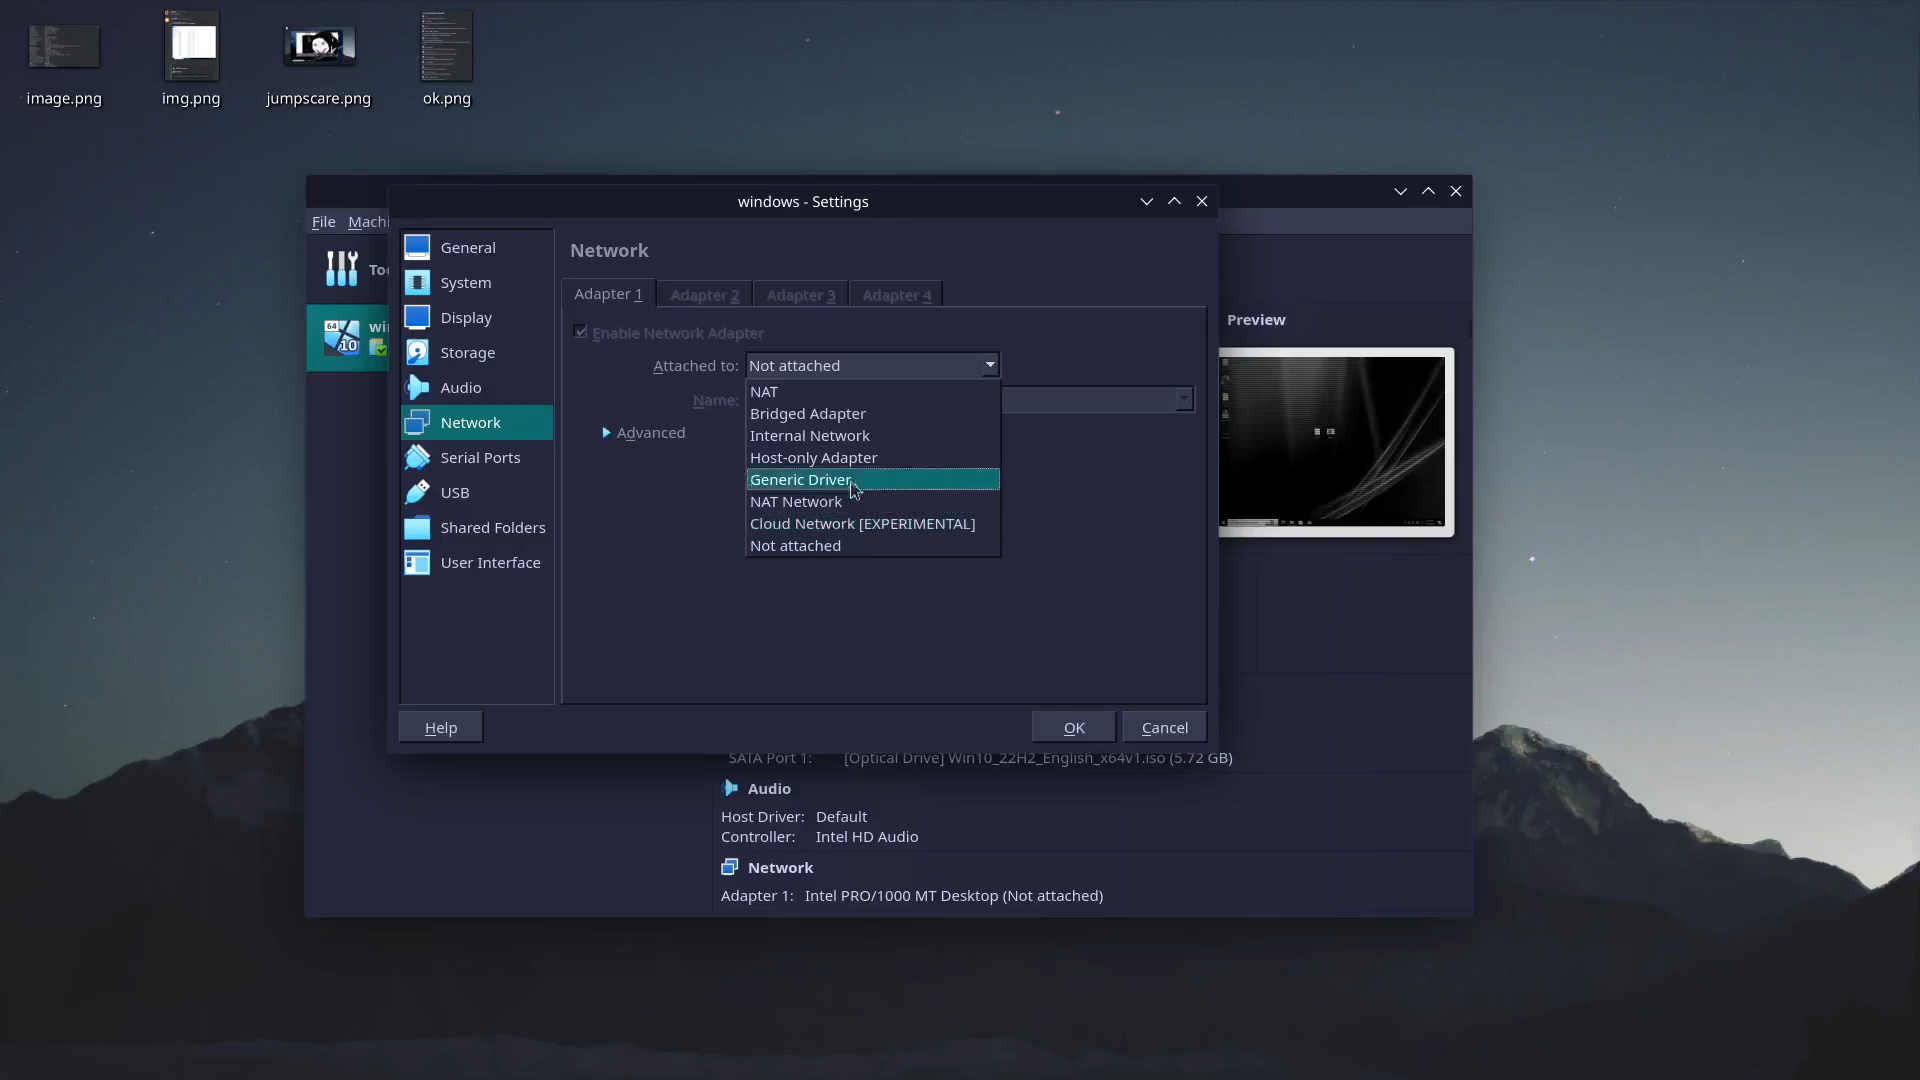 image.png
img.png
jumpscare.png
ok.png
windows - Settings
File
General
System
Display
Storage
Audio
Network
Serial Ports
USB
Shared Folders
User Interface
Network
Adapter 1
Adapter 2
Adapter 3
Adapter 4
Enable Network Adapter
Attached to:
Not attached
NAT
Bridged Adapter
Internal Network
Host-only Adapter
Generic Driver
NAT Network
Cloud Network [EXPERIMENTAL]
Not attached
Name:
Advanced
Help
OK
Cancel
Preview
64
10
SATA Port 1: [Optical Drive] Win10_22H2_English_x64v1.iso (5.72 GB)
Audio
Host Driver: Default
Controller: Intel HD Audio
Network
Adapter 1: Intel PRO/1000 MT Desktop (Not attached)